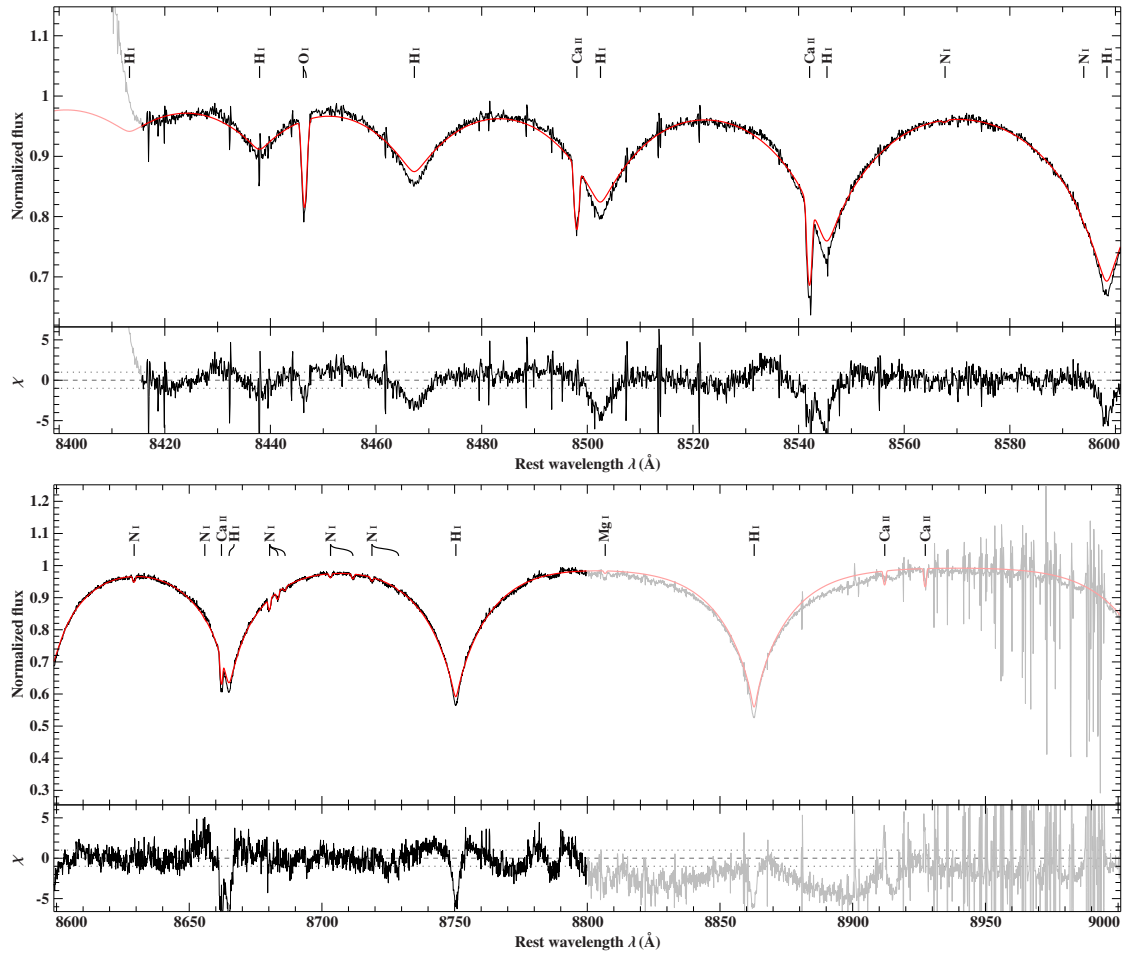 H I H I O I H I Ca II H I Ca II H I N I N I H I
1.1
1
0.9
0.8
0.7
Normalized flux
5
0
-5
χ
8400 8420 8440 8460 8480 8500 8520 8540 8560 8580 8600
Rest wavelength λ (Å)
N I N I Ca II H I N I N I N I H I Mg I H I Ca II Ca II
1.2
1.1
1
0.9
0.8
0.7
0.6
0.5
0.4
0.3
Normalized flux
5
0
-5
χ
8600 8650 8700 8750 8800 8850 8900 8950 9000
Rest wavelength λ (Å)